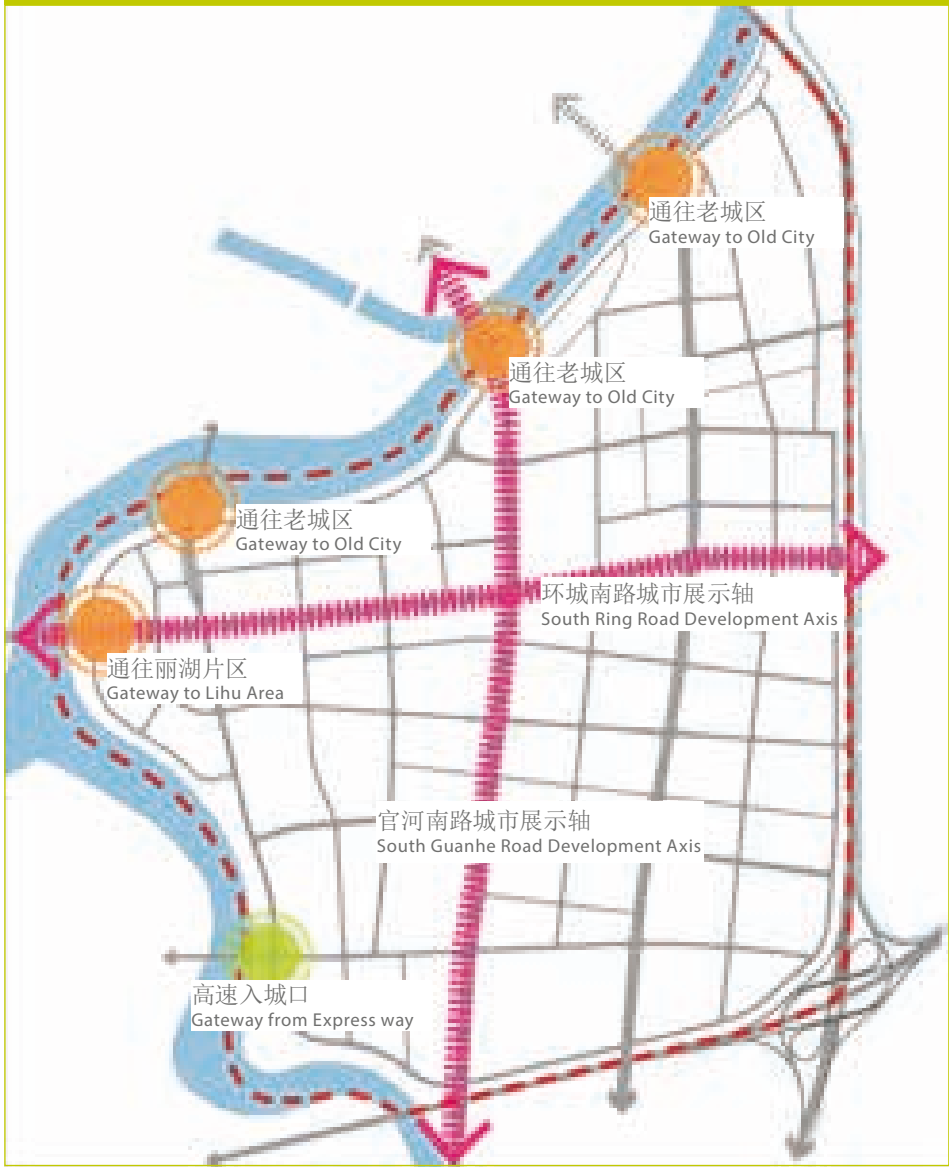 通往老城区
Gateway to Old City
通往老城区
Gateway to Old City
通往老城区
Gateway to Old City
环城南路城市展示轴
South Ring Road Development Axis
通往丽湖片区
Gateway to Lihu Area
官河南路城市展示轴
South Guanhe Road Development Axis
高速入城口
Gateway from Express way